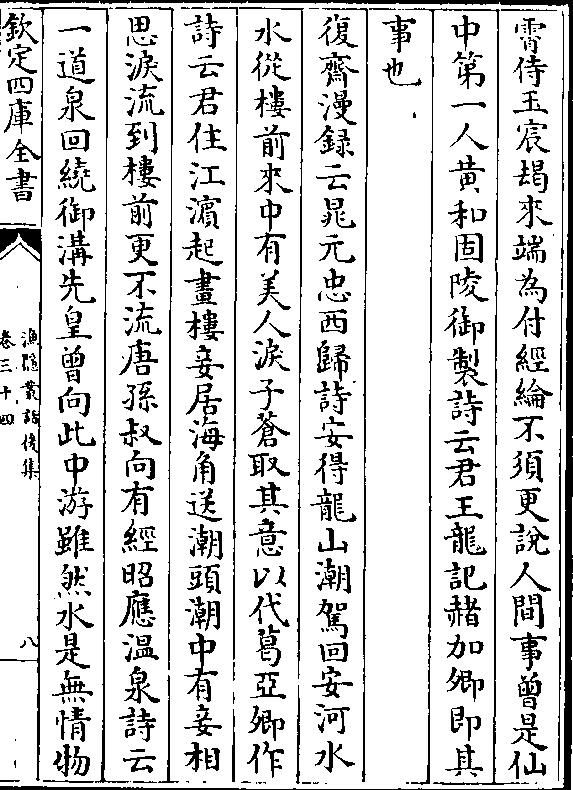 霄侍玉宸朅來端為付經綸不須更說人間事曾是仙
中第一人黄和固陵御製詩云君王龍記赭加卿即其
事也
復齋漫録云晁元忠西歸詩安得龍山潮駕回安河水
水從樓前來中有美人淚子蒼取其意以代葛亞卿作
詩云君住江濱起畫樓妾居海角送潮頭潮中有妾相
思淚流到樓前更不流唐孫叔向有經昭應温泉詩云
一道泉回繞御溝先皇曾向此中游雖然水是無情物
欽定四庫全書
漁隱叢話後集
卷三十四
八